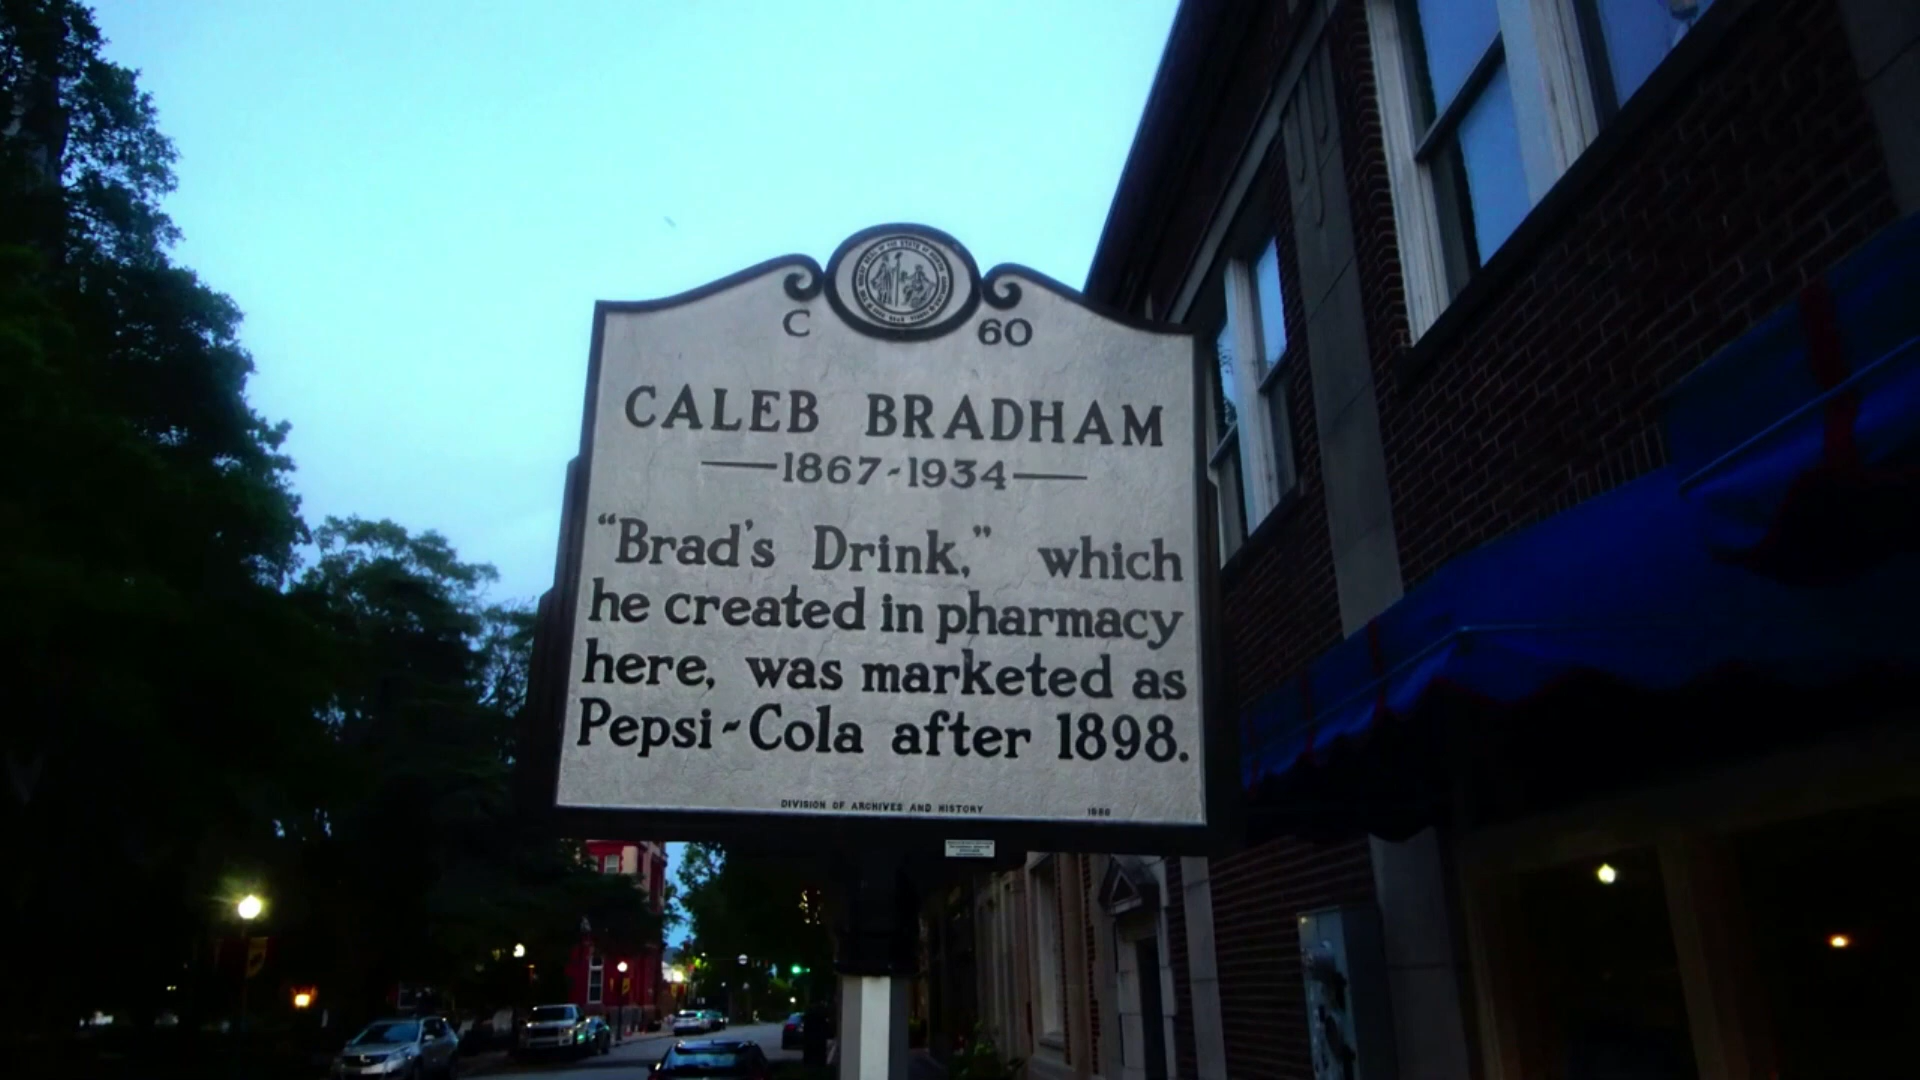 C 60
CALEB BRADHAM
1867-1934
"Brad's Drink," which
he created in pharmacy
here, was marketed as
Pepsi-Cola after 1898.
DIVISION OF ARCHIVES AND HISTORY